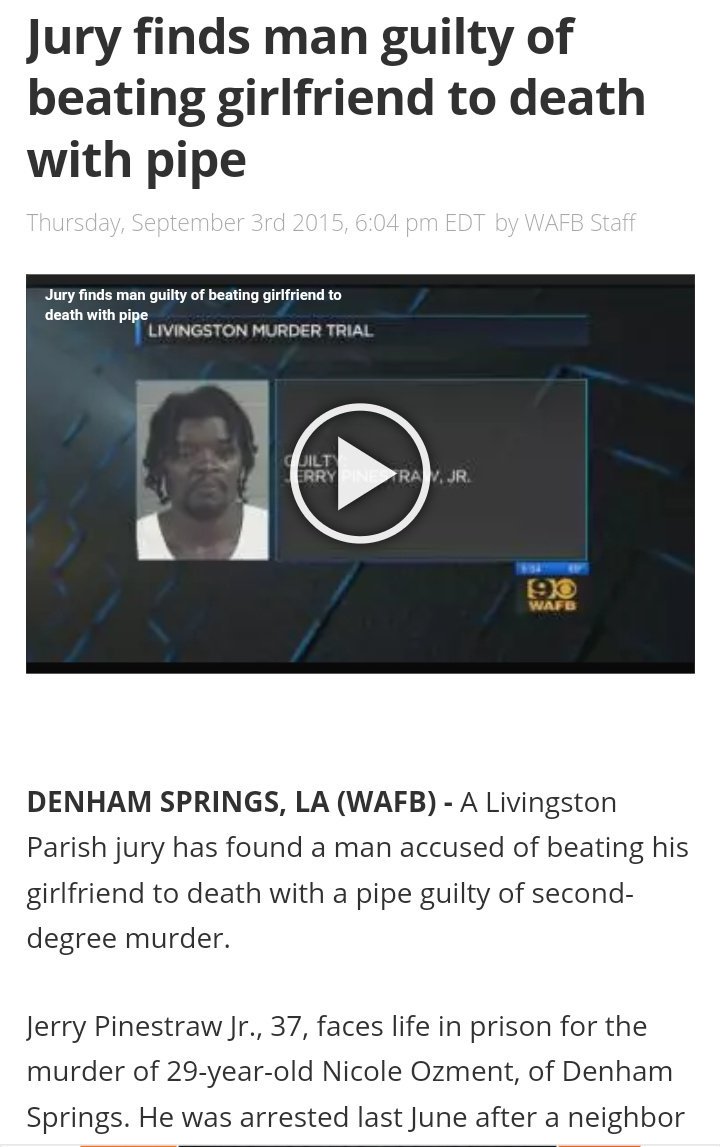 Jury finds man guilty of
beating girlfriend to death
with pipe
Thursday, September 3rd 2015, 6:04 pm EDT by WAFB Staff
Jury finds man guilty of beating girlfriend to
death with pipe
LIVINGSTON MURDER TRIAL
GUILTY
JERRY PINESTRAW, JR.
9
WAFB
DENHAM SPRINGS, LA (WAFB) - A Livingston
Parish jury has found a man accused of beating his
girlfriend to death with a pipe guilty of second-
degree murder.
Jerry Pinestraw Jr., 37, faces life in prison for the
murder of 29-year-old Nicole Ozment, of Denham
Springs. He was arrested last June after a neighbor